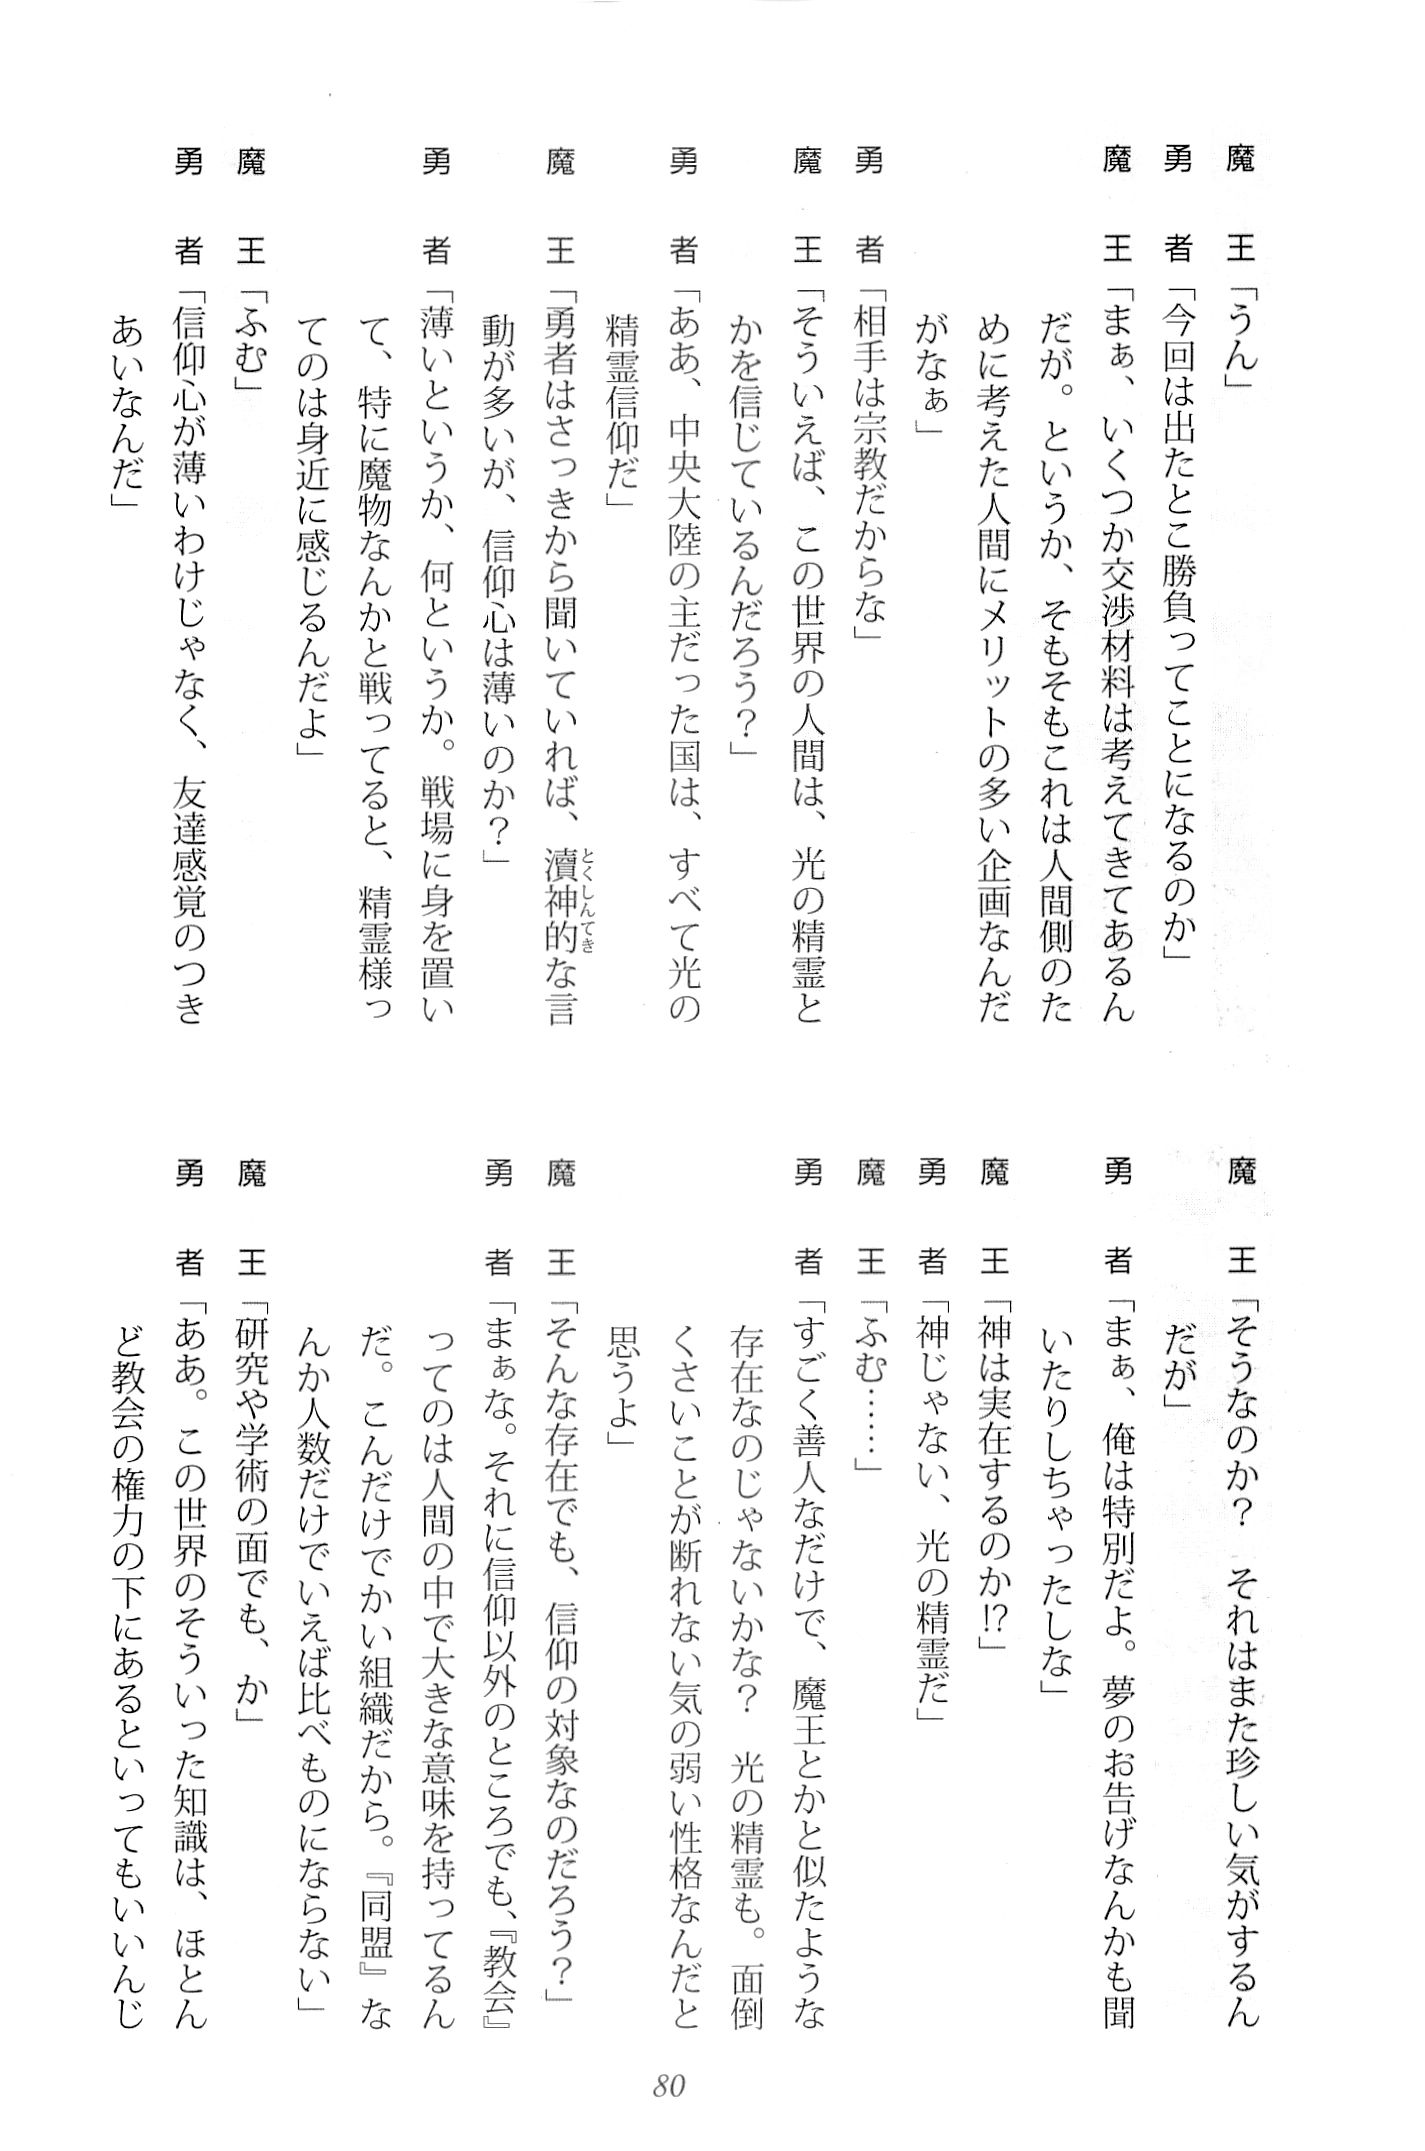 魔　王「うん」
勇　者「今回は出たとこ勝負ってことになるのか」
魔　王「まぁ、いくつか交渉材料は考えてきてあるん
だが。というか、そもそもこれは人間側のた
めに考えた人間にメリットの多い企画なんだ
がなぁ」
勇　者「相手は宗教だからな」
魔　王「そういえば、この世界の人間は、光の精霊と
かを信じているんだろう？」
勇　者「ああ、中央大陸の主だった国は、すべて光の
精霊信仰だ」
魔　王「勇者はさっきから聞いていれば、瀆神的な言
とくしんてき
動が多いが、信仰心は薄いのか？」
勇　者「薄いというか、何というか。戦場に身を置い
て、特に魔物なんかと戦ってると、精霊様っ
てのは身近に感じるんだよ」
魔　王「ふむ」
勇　者「信仰心が薄いわけじゃなく、友達感覚のつき
あいなんだ」
魔　王「そうなのか？　それはまた珍しい気がするん
だが」
勇　者「まぁ、俺は特別だよ。夢のお告げなんかも聞
いたりしちゃったしな」
魔　王「神は実在するのか!?」
勇　者「神じゃない、光の精霊だ」
魔　王「ふむ……」
勇　者「すごく善人なだけで、魔王とかと似たような
存在なのじゃないかな？　光の精霊も。面倒
くさいことが断れない気の弱い性格なんだと
思うよ」
魔　王「そんな存在でも、信仰の対象なのだろう？」
勇　者「まぁな。それに信仰以外のところでも、『教会』
ってのは人間の中で大きな意味を持ってるん
だ。こんだけでかい組織だから。『同盟』な
んか人数だけでいえば比べものにならない」
魔　王「研究や学術の面でも、か」
勇　者「ああ。この世界のそういった知識は、ほとん
ど教会の権力の下にあるといってもいいんじ
80